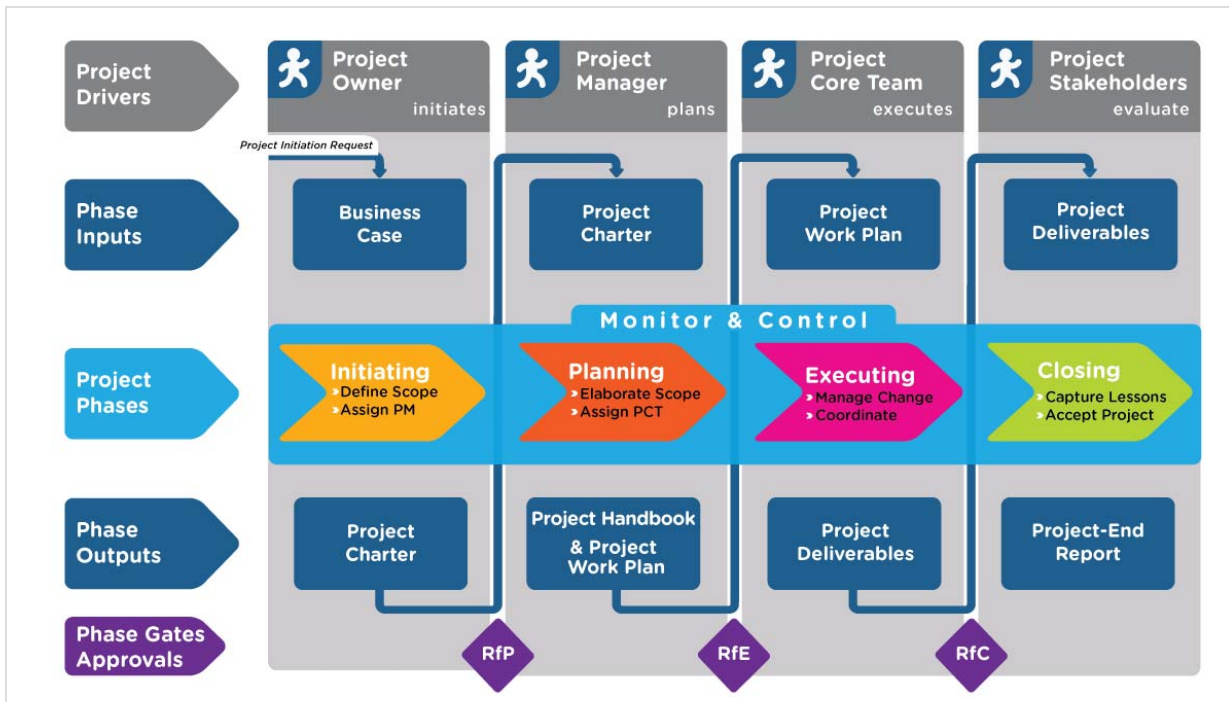 Project
Drivers
Project
Owner
initiates
Project
Manager
plans
Project
Core Team
executes
Project
Stakeholders
evaluate
Project Initiation Request
Phase
Inputs
Business
Case
Project
Charter
Project
Work Plan
Project
Deliverables
Monitor & Control
Project
Phases
Initiating
» Define Scope
» Assign PM
Planning
» Elaborate Scope
» Assign PCT
Executing
» Manage Change
» Coordinate
Closing
» Capture Lessons
» Accept Project
Phase
Outputs
Project
Charter
Project Handbook
& Project
Work Plan
Project
Deliverables
Project-End
Report
Phase Gates
Approvals
RfP
RfE
RfC